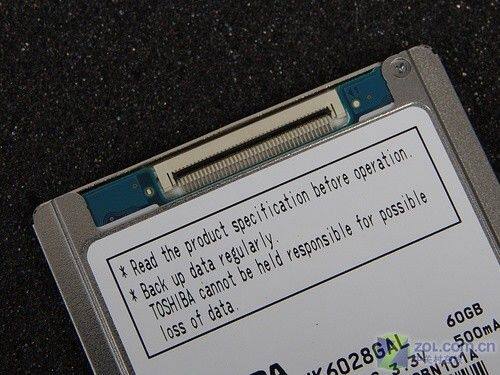 * Read the product specification before operation.
* Back up data regularly.
TOSHIBA cannot be held responsible for possible
loss of data.
MK6028GAL 60GB
3.3V 500mA
ZOL.COM.CN